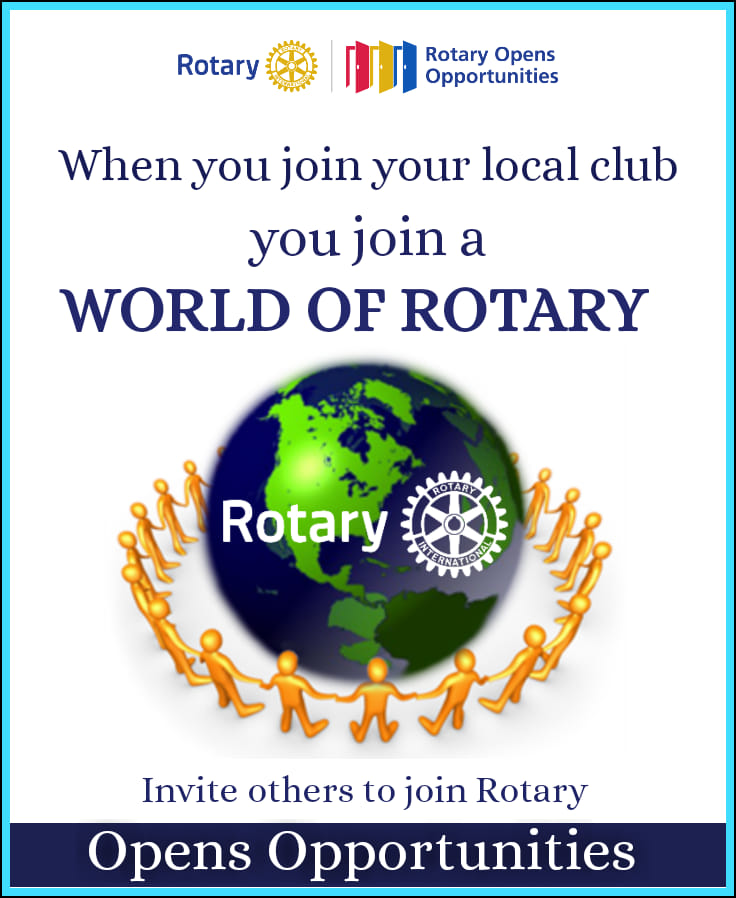 Rotary
Rotary Opens
Opportunities
When you join your local club
you join a
WORLD OF ROTARY
Rotary
ROTARY
INTERNATIONAL
Invite others to join Rotary
Opens Opportunities